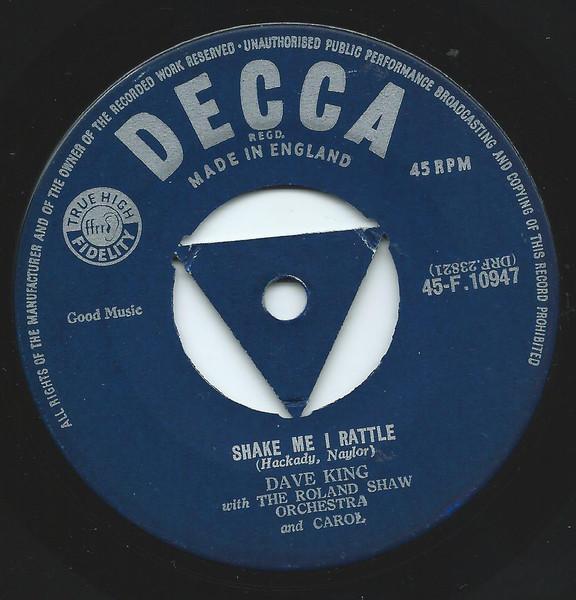 ALL RIGHTS OF THE MANUFACTURER AND OF THE OWNER OF THE RECORDED WORK RESERVED · UNAUTHORISED PUBLIC PERFORMANCE BROADCASTING AND COPYING OF THIS RECORD PROHIBITED
DECCA
REGD.
MADE IN ENGLAND
45 RPM
TRUE HIGH
ffrr
FIDELITY
(DRF.23821)
45-F.10947
Good Music
SHAKE ME I RATTLE
(Hackady, Naylor)
DAVE KING
with THE ROLAND SHAW
ORCHESTRA
and CAROL